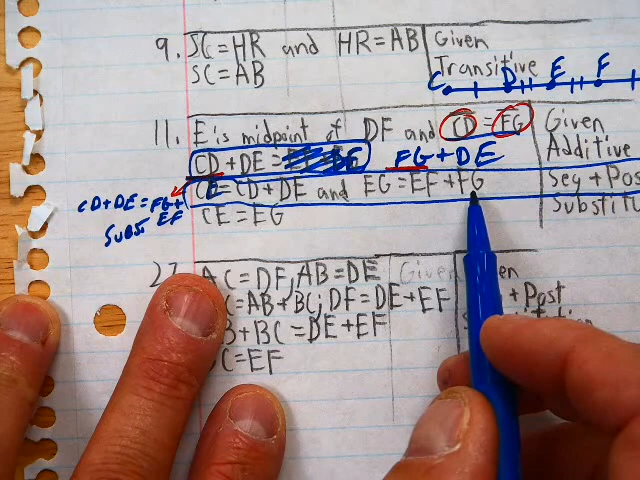 9. SC=HR and HR=AB Given
SC=AB Transitive
C D E F
11. E is midpoint of DF and CD = FG Given
CD + DE = FG + DE Additive
CE = CD + DE and EG = EF + FG Seg + Post
CD + DE = FG + EF
Subst
CE = EG Substitu
27. AC = DF, AB = DE Given
C = AB + BC; DF = DE + EF + Post
B + BC = DE + EF
C = EF